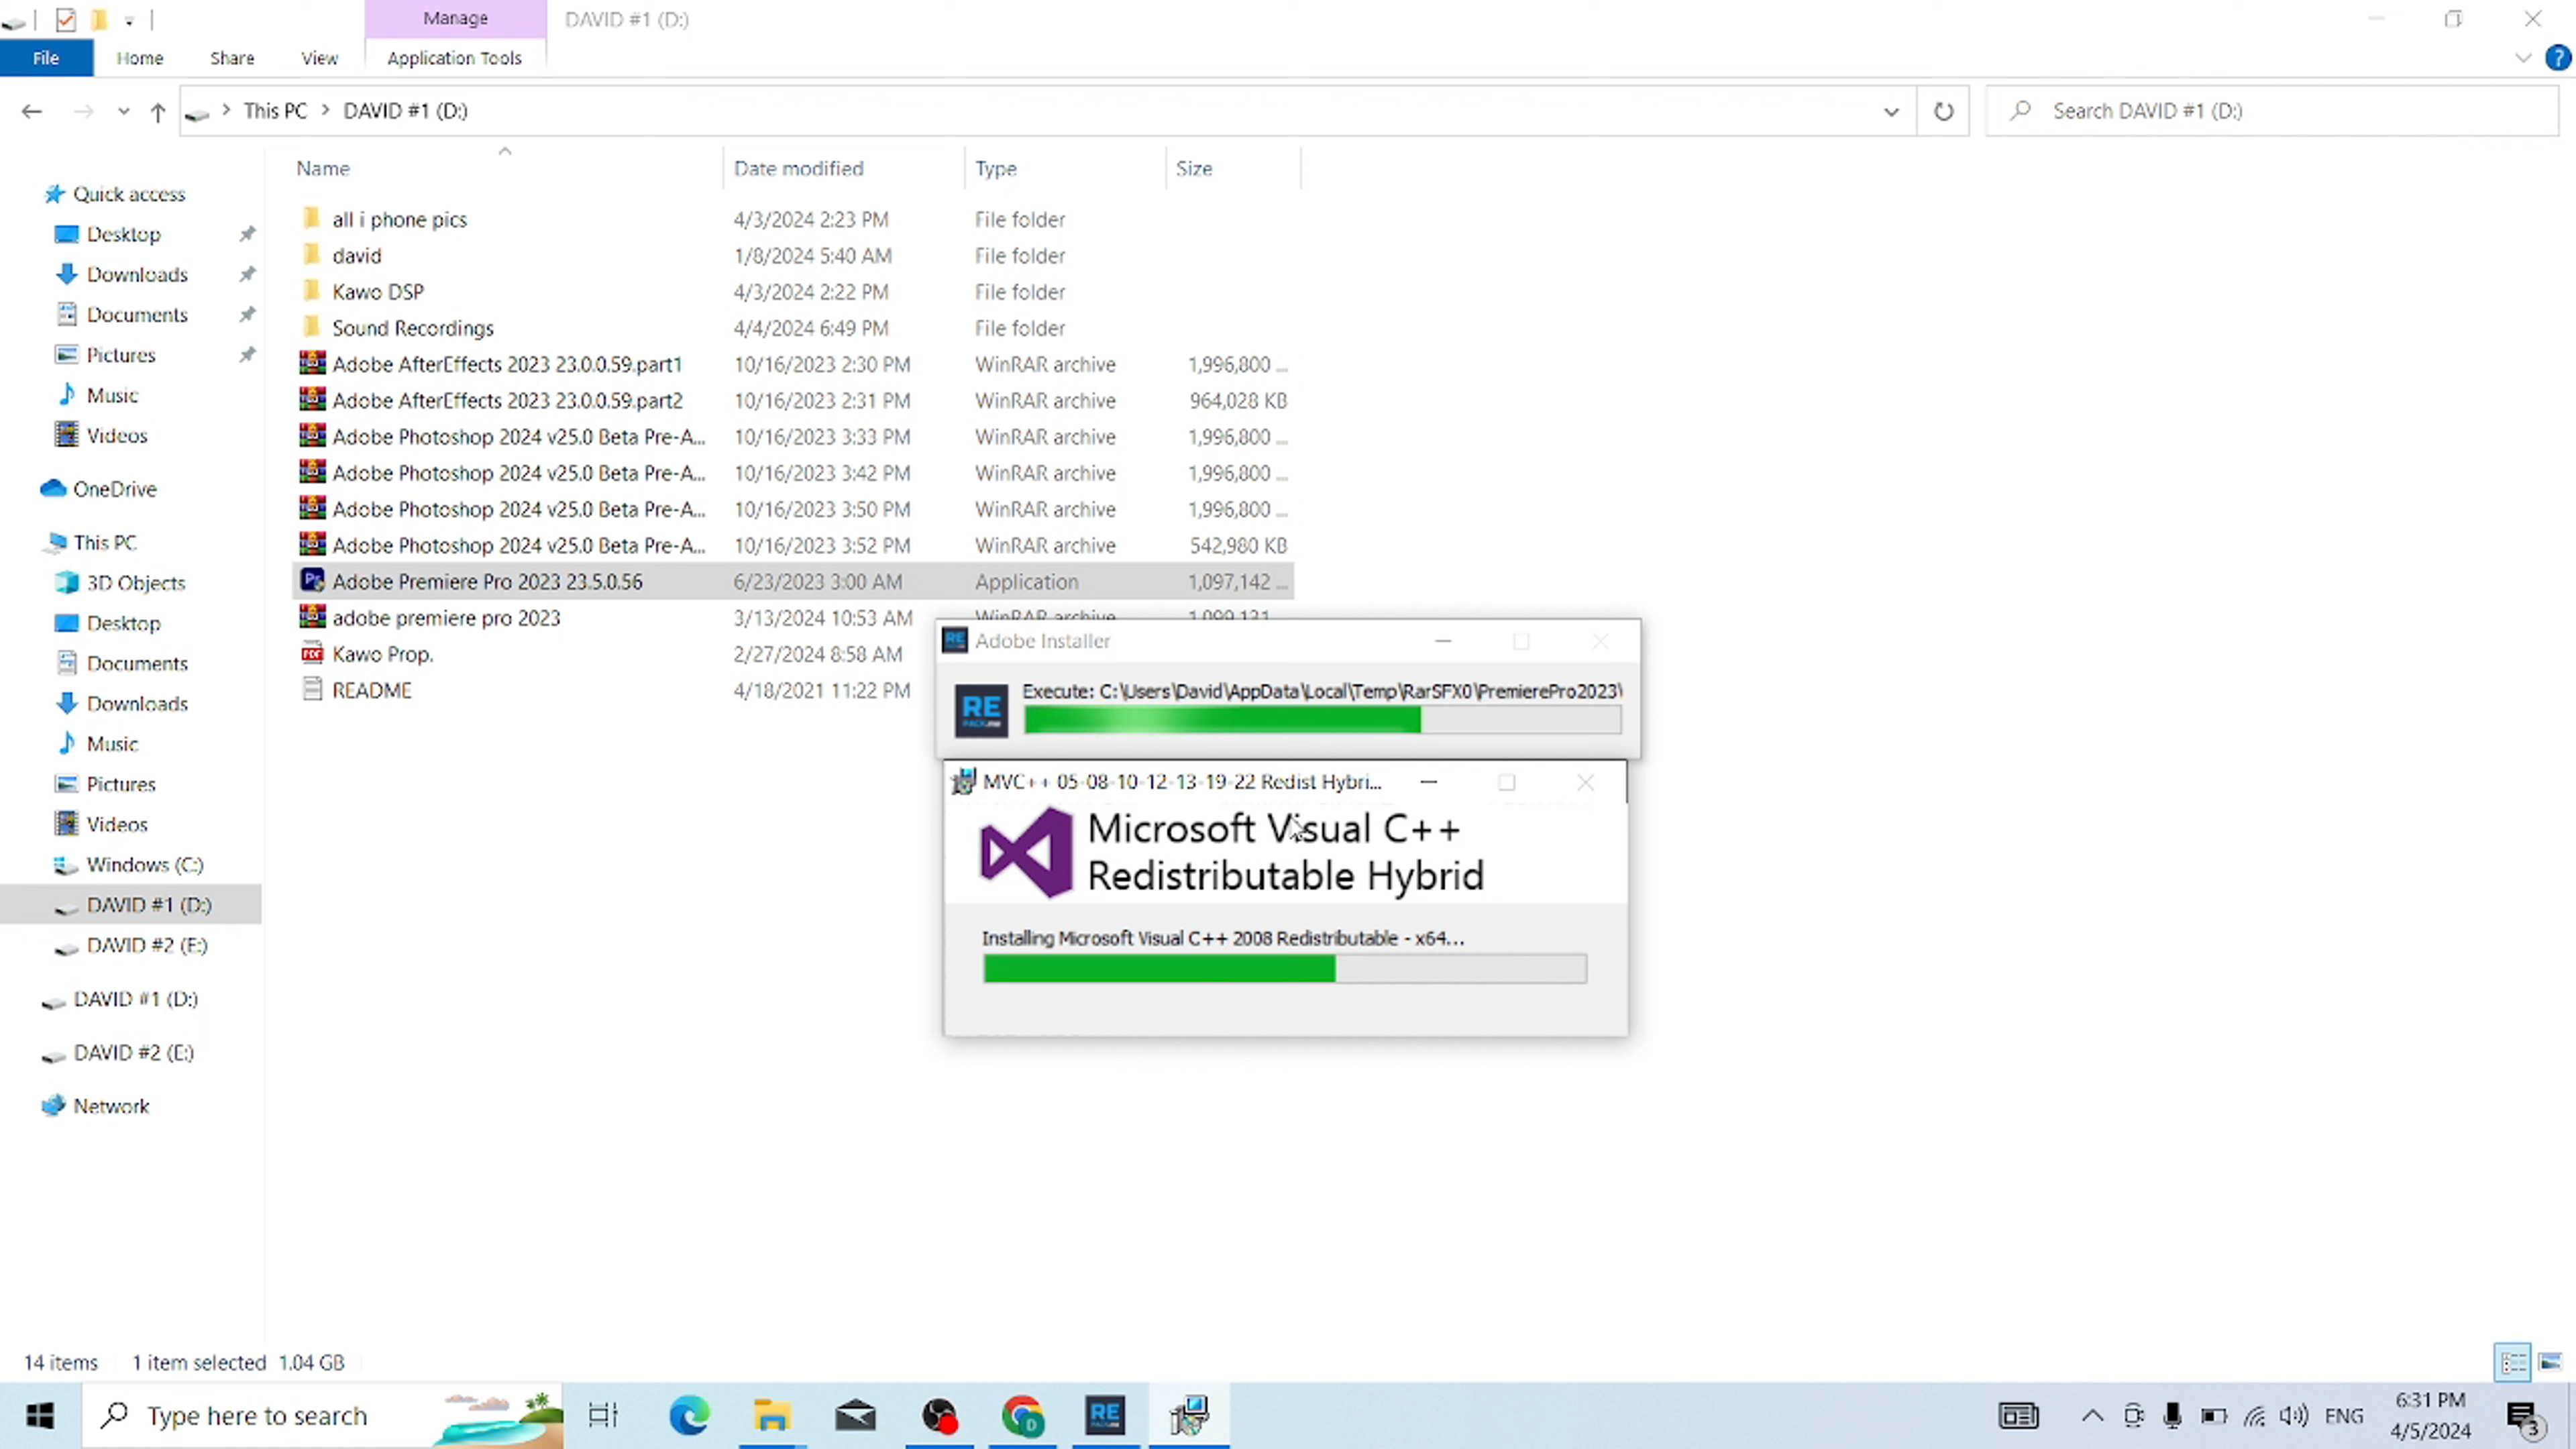 Manage
DAVID #1 (D:)
File
Home
Share
View
Application Tools
This PC
DAVID #1 (D:)
Search DAVID #1 (D:)
Name
Date modified
Type
Size
Quick access
Desktop
Downloads
Documents
Pictures
Music
Videos
OneDrive
This PC
3D Objects
Desktop
Documents
Downloads
Music
Pictures
Videos
Windows (C:)
DAVID #1 (D:)
DAVID #2 (E:)
DAVID #1 (D:)
DAVID #2 (E:)
Network
all i phone pics 4/3/2024 2:23 PM File folder
david 1/8/2024 5:40 AM File folder
Kawo DSP 4/3/2024 2:22 PM File folder
Sound Recordings 4/4/2024 6:49 PM File folder
Adobe AfterEffects 2023 23.0.0.59.part1 10/16/2023 2:30 PM WinRAR archive 1,996,800 ...
Adobe AfterEffects 2023 23.0.0.59.part2 10/16/2023 2:31 PM WinRAR archive 964,028 KB
Adobe Photoshop 2024 v25.0 Beta Pre-A... 10/16/2023 3:33 PM WinRAR archive 1,996,800 ...
Adobe Photoshop 2024 v25.0 Beta Pre-A... 10/16/2023 3:42 PM WinRAR archive 1,996,800 ...
Adobe Photoshop 2024 v25.0 Beta Pre-A... 10/16/2023 3:50 PM WinRAR archive 1,996,800 ...
Adobe Photoshop 2024 v25.0 Beta Pre-A... 10/16/2023 3:52 PM WinRAR archive 542,980 KB
Adobe Premiere Pro 2023 23.5.0.56 6/23/2023 3:00 AM Application 1,097,142 ...
adobe premiere pro 2023 3/13/2024 10:53 AM WinRAR archive 1,099,131
Kawo Prop. 2/27/2024 8:58 AM
README 4/18/2021 11:22 PM
Adobe Installer
Execute: C:\Users\David\AppData\Local\Temp\RarSFX0\PremierePro2023\
MVC++ 05-08-10-12-13-19-22 Redist Hybri...
Microsoft Visual C++
Redistributable Hybrid
Installing Microsoft Visual C++ 2008 Redistributable - x64...
14 items 1 item selected 1.04 GB
Type here to search
ENG
6:31 PM
4/5/2024
3